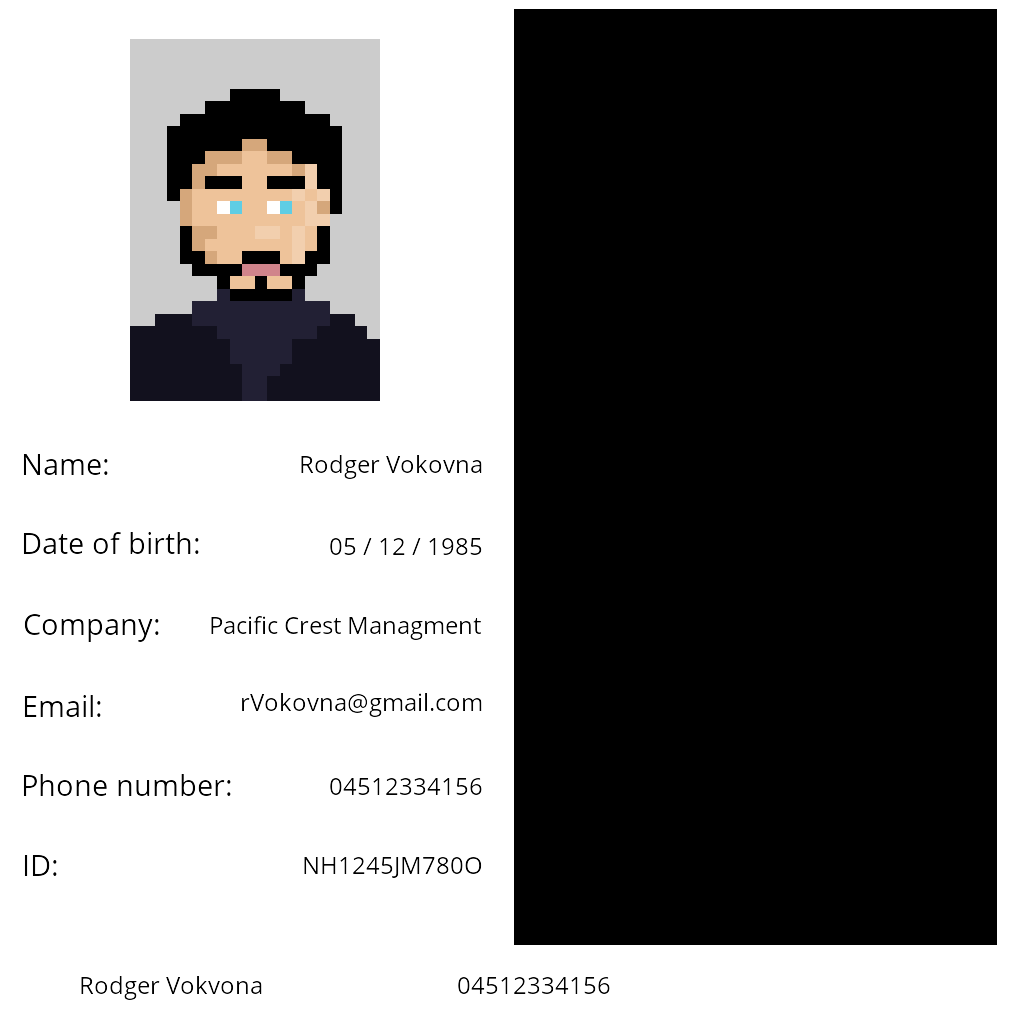 Name: Rodger Vokovna
Date of birth: 05 / 12 / 1985
Company: Pacific Crest Managment
Email: rVokovna@gmail.com
Phone number: 04512334156
ID: NH1245JM780O
Rodger Vokvona 04512334156